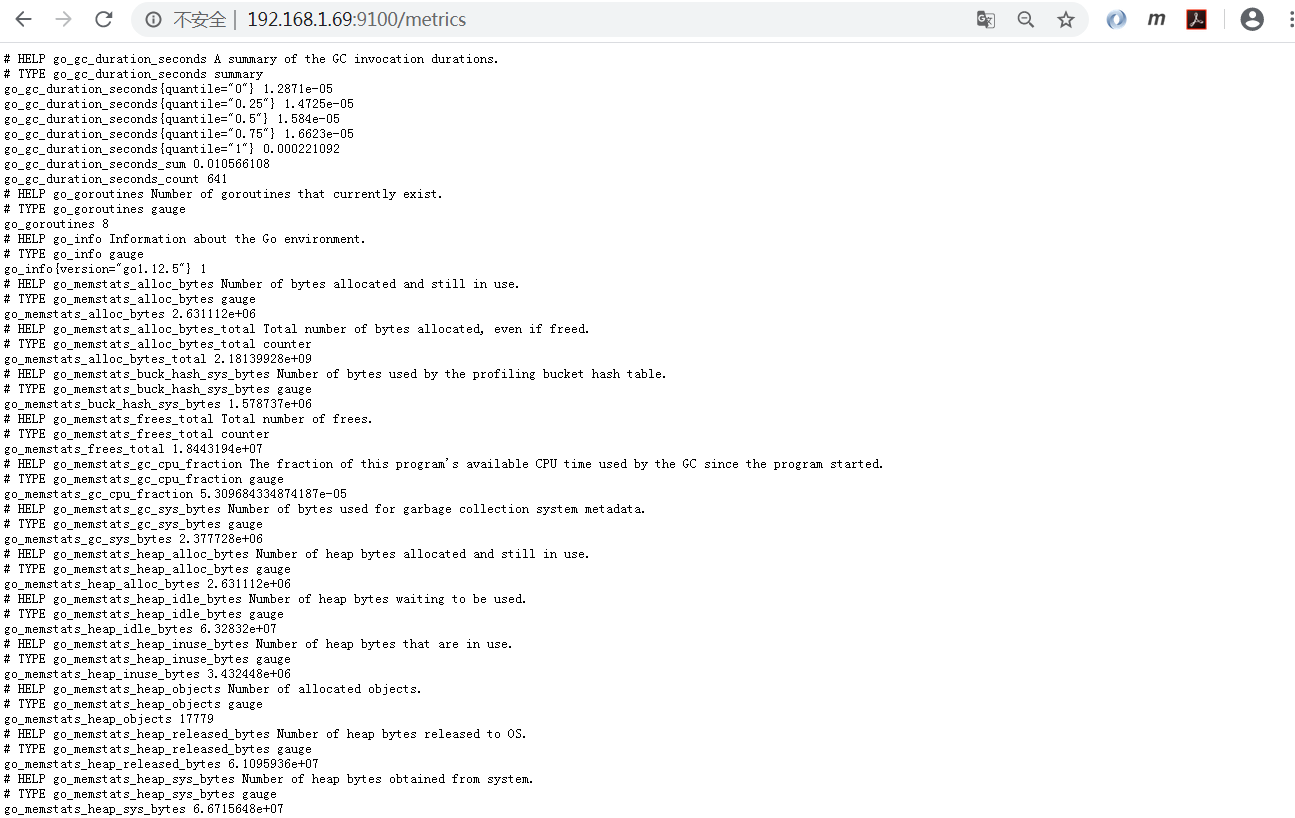 不安全 | 192.168.1.69:9100/metrics
# HELP go_gc_duration_seconds A summary of the GC invocation durations.
# TYPE go_gc_duration_seconds summary
go_gc_duration_seconds{quantile="0"} 1.2871e-05
go_gc_duration_seconds{quantile="0.25"} 1.4725e-05
go_gc_duration_seconds{quantile="0.5"} 1.584e-05
go_gc_duration_seconds{quantile="0.75"} 1.6623e-05
go_gc_duration_seconds{quantile="1"} 0.000221092
go_gc_duration_seconds_sum 0.010566108
go_gc_duration_seconds_count 641
# HELP go_goroutines Number of goroutines that currently exist.
# TYPE go_goroutines gauge
go_goroutines 8
# HELP go_info Information about the Go environment.
# TYPE go_info gauge
go_info{version="go1.12.5"} 1
# HELP go_memstats_alloc_bytes Number of bytes allocated and still in use.
# TYPE go_memstats_alloc_bytes gauge
go_memstats_alloc_bytes 2.631112e+06
# HELP go_memstats_alloc_bytes_total Total number of bytes allocated, even if freed.
# TYPE go_memstats_alloc_bytes_total counter
go_memstats_alloc_bytes_total 2.18139928e+09
# HELP go_memstats_buck_hash_sys_bytes Number of bytes used by the profiling bucket hash table.
# TYPE go_memstats_buck_hash_sys_bytes gauge
go_memstats_buck_hash_sys_bytes 1.578737e+06
# HELP go_memstats_frees_total Total number of frees.
# TYPE go_memstats_frees_total counter
go_memstats_frees_total 1.8443194e+07
# HELP go_memstats_gc_cpu_fraction The fraction of this program's available CPU time used by the GC since the program started.
# TYPE go_memstats_gc_cpu_fraction gauge
go_memstats_gc_cpu_fraction 5.309684334874187e-05
# HELP go_memstats_gc_sys_bytes Number of bytes used for garbage collection system metadata.
# TYPE go_memstats_gc_sys_bytes gauge
go_memstats_gc_sys_bytes 2.377728e+06
# HELP go_memstats_heap_alloc_bytes Number of heap bytes allocated and still in use.
# TYPE go_memstats_heap_alloc_bytes gauge
go_memstats_heap_alloc_bytes 2.631112e+06
# HELP go_memstats_heap_idle_bytes Number of heap bytes waiting to be used.
# TYPE go_memstats_heap_idle_bytes gauge
go_memstats_heap_idle_bytes 6.32832e+07
# HELP go_memstats_heap_inuse_bytes Number of heap bytes that are in use.
# TYPE go_memstats_heap_inuse_bytes gauge
go_memstats_heap_inuse_bytes 3.432448e+06
# HELP go_memstats_heap_objects Number of allocated objects.
# TYPE go_memstats_heap_objects gauge
go_memstats_heap_objects 17779
# HELP go_memstats_heap_released_bytes Number of heap bytes released to OS.
# TYPE go_memstats_heap_released_bytes gauge
go_memstats_heap_released_bytes 6.1095936e+07
# HELP go_memstats_heap_sys_bytes Number of heap bytes obtained from system.
# TYPE go_memstats_heap_sys_bytes gauge
go_memstats_heap_sys_bytes 6.6715648e+07